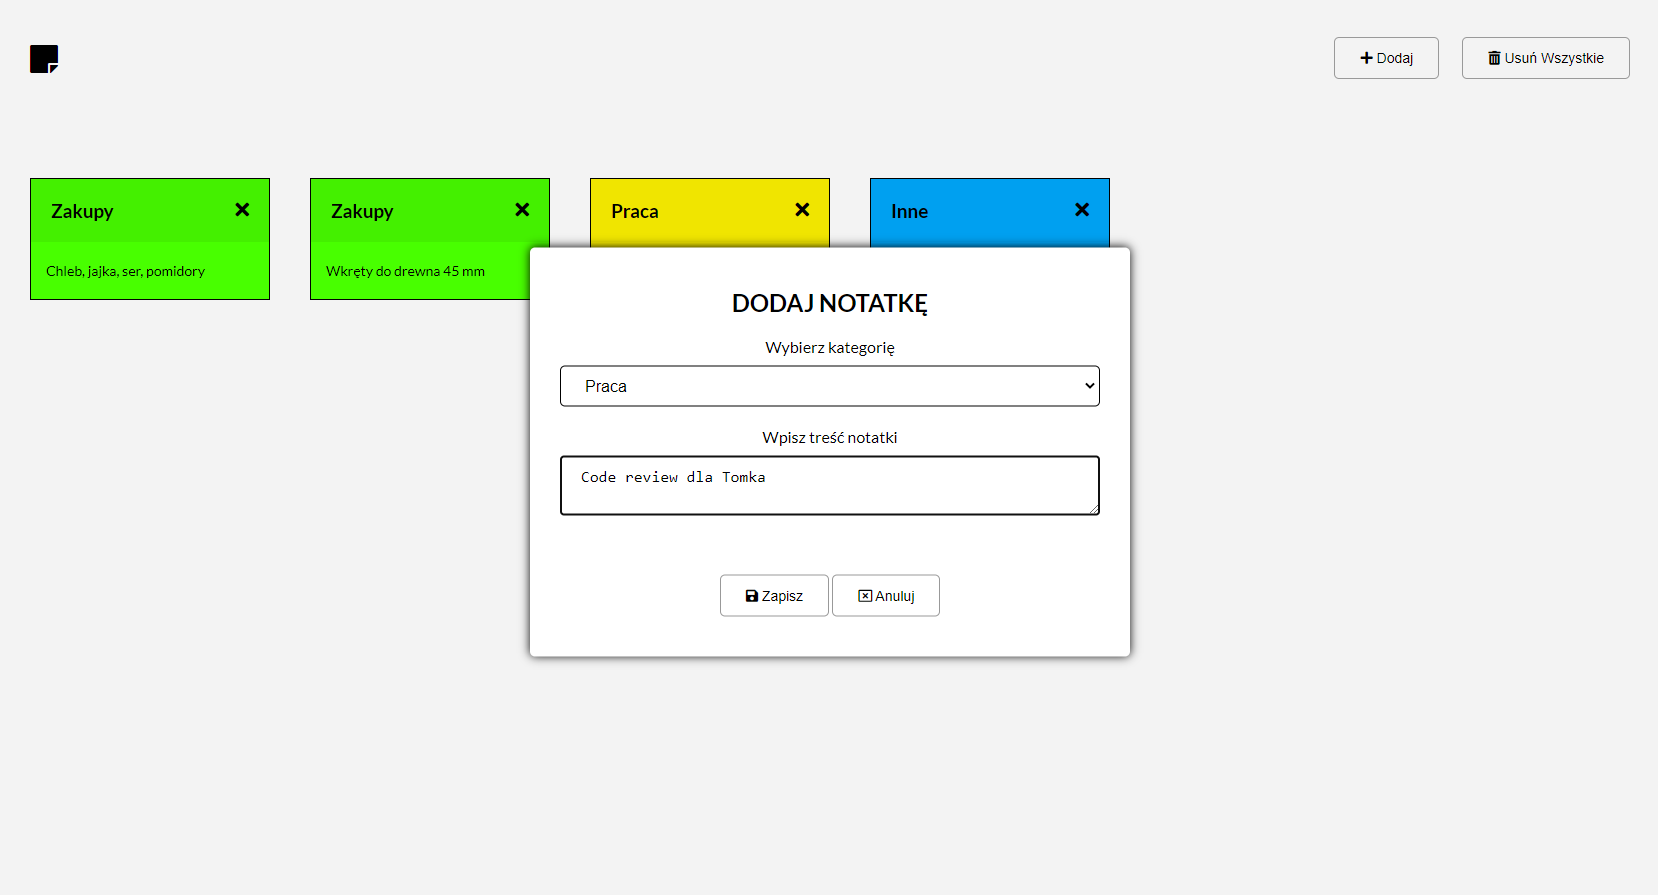 Dodaj
Usuń Wszystkie
Zakupy
Zakupy
Praca
Inne
Chleb, jajka, ser, pomidory
Wkręty do drewna 45 mm
DODAJ NOTATKĘ
Wybierz kategorię
Praca
Wpisz treść notatki
Code review dla Tomka
Zapisz
Anuluj